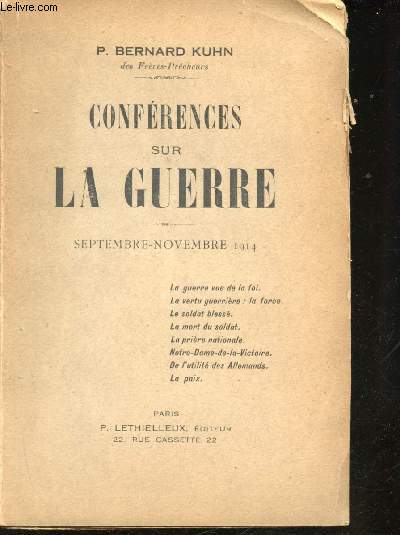 Le-livre.com
P. BERNARD KUHN
des Frères-Prêcheurs
CONFÉRENCES
SUR
LA GUERRE
SEPTEMBRE-NOVEMBRE 1914
La guerre vue de la foi.
La vertu guerrière : la force.
Le soldat blessé.
La mort du soldat.
La prière nationale
Notre-Dame-de-la-Victoire.
De l'utilité des Allemands.
La paix.
PARIS
P. LETHIELLEUX, ÉDITEUR
22, RUE CASSETTE, 22